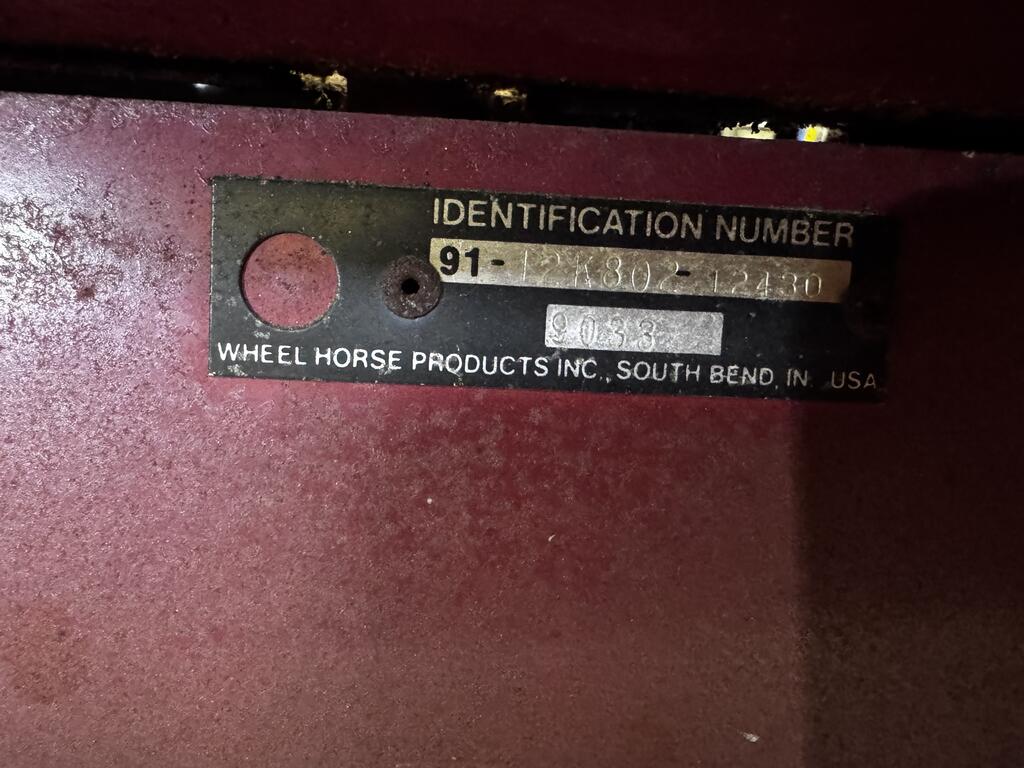 IDENTIFICATION NUMBER
91-12K802-12430
9033
WHEEL HORSE PRODUCTS INC., SOUTH BEND, IN. USA